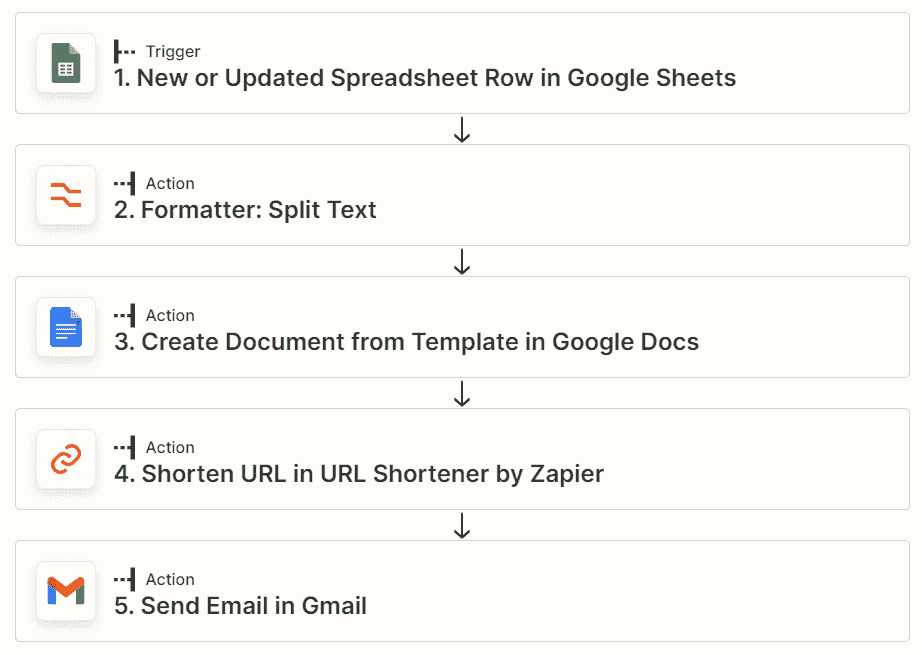 Trigger
1. New or Updated Spreadsheet Row in Google Sheets
Action
2. Formatter: Split Text
Action
3. Create Document from Template in Google Docs
Action
4. Shorten URL in URL Shortener by Zapier
Action
5. Send Email in Gmail